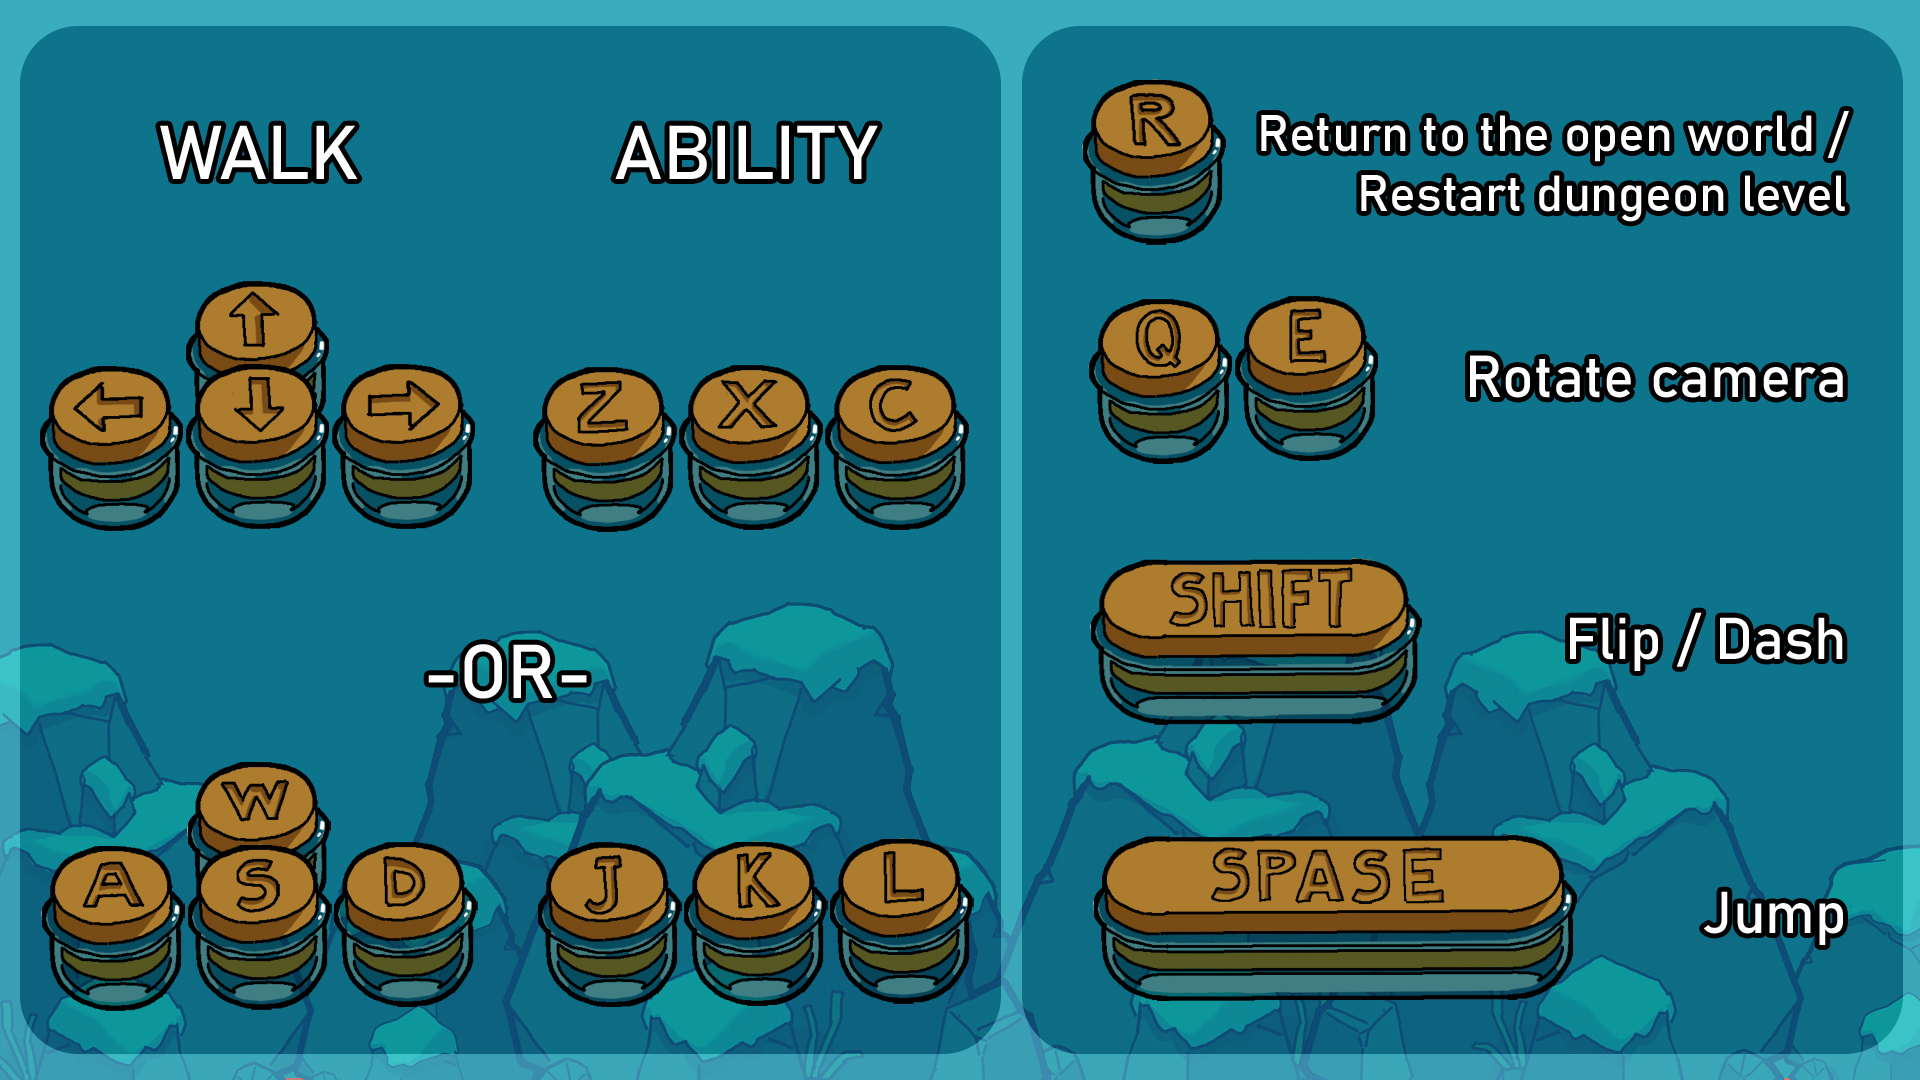 WALK
ABILITY
↑
← ↓ →
Z X C
-OR-
W
A S D
J K L
R
Return to the open world /
Restart dungeon level
Q E
Rotate camera
SHIFT
Flip / Dash
SPASE
Jump